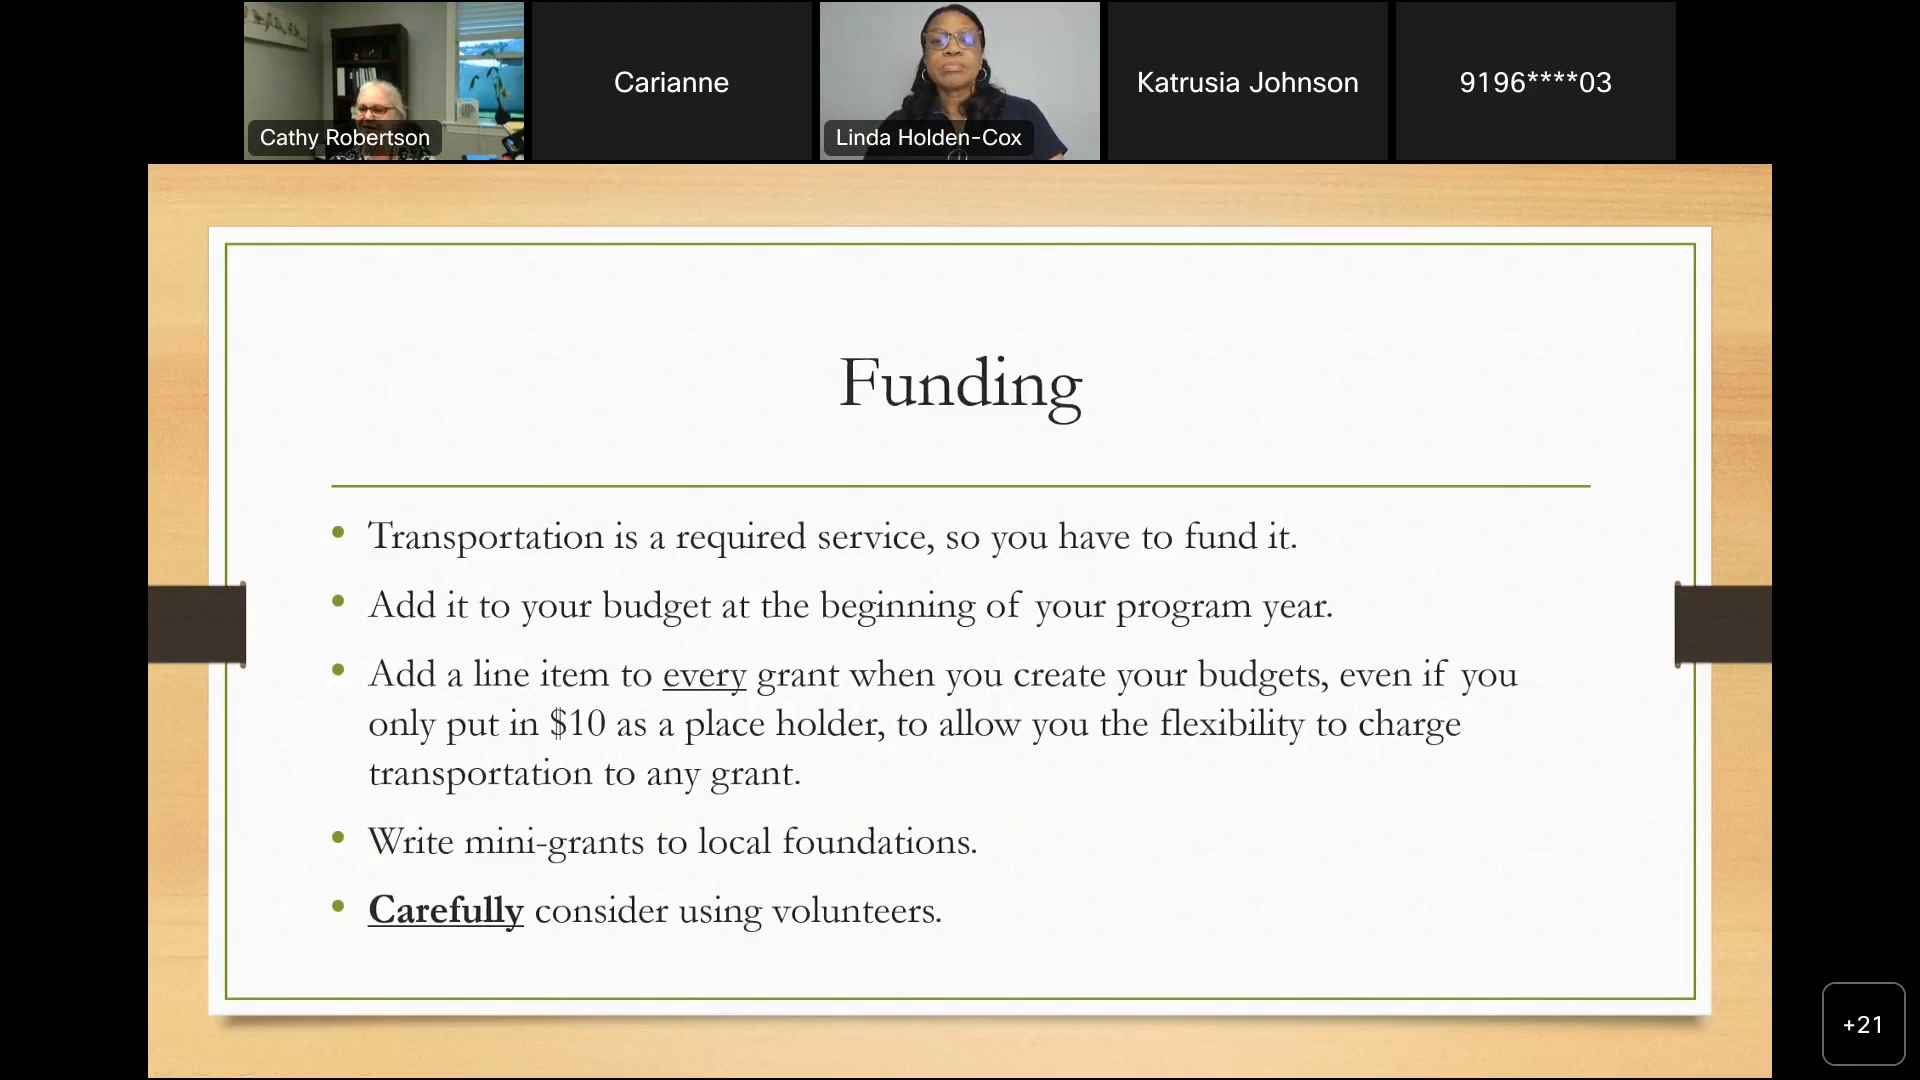 Cathy Robertson
Carianne
Linda Holden-Cox
Katrusia Johnson
9196****03
Funding
• Transportation is a required service, so you have to fund it.
• Add it to your budget at the beginning of your program year.
• Add a line item to every grant when you create your budgets, even if you
only put in $10 as a place holder, to allow you the flexibility to charge
transportation to any grant.
• Write mini-grants to local foundations.
• Carefully consider using volunteers.
+21